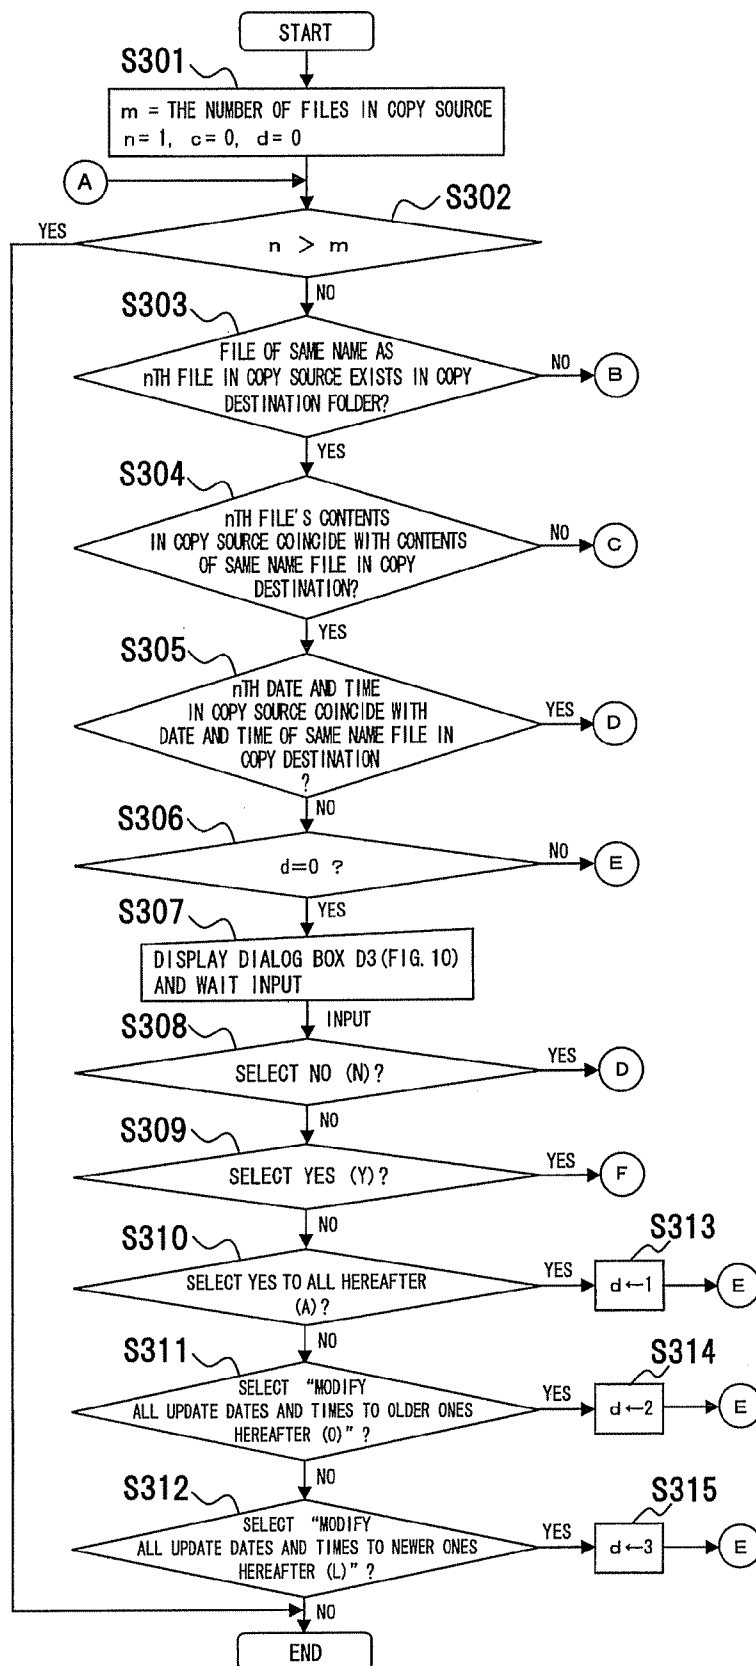 START
S301
m = THE NUMBER OF FILES IN COPY SOURCE
n=1, c=0, d=0
A
S302
YES
n > m
NO
S303
FILE OF SAME NAME AS
nTH FILE IN COPY SOURCE EXISTS IN COPY
DESTINATION FOLDER?
NO
B
YES
S304
nTH FILE'S CONTENTS
IN COPY SOURCE COINCIDE WITH CONTENTS
OF SAME NAME FILE IN COPY
DESTINATION?
NO
C
YES
S305
nTH DATE AND TIME
IN COPY SOURCE COINCIDE WITH
DATE AND TIME OF SAME NAME FILE IN
COPY DESTINATION
?
YES
D
NO
S306
d=0 ?
NO
E
YES
S307
DISPLAY DIALOG BOX D3(FIG. 10)
AND WAIT INPUT
INPUT
S308
SELECT NO (N)?
YES
D
NO
S309
SELECT YES (Y)?
YES
F
NO
S310
SELECT YES TO ALL HEREAFTER
(A)?
YES
S313
d←1
E
NO
S311
SELECT "MODIFY
ALL UPDATE DATES AND TIMES TO OLDER ONES
HEREAFTER (O)" ?
YES
S314
d←2
E
NO
S312
SELECT "MODIFY
ALL UPDATE DATES AND TIMES TO NEWER ONES
HEREAFTER (L)" ?
YES
S315
d←3
E
NO
END